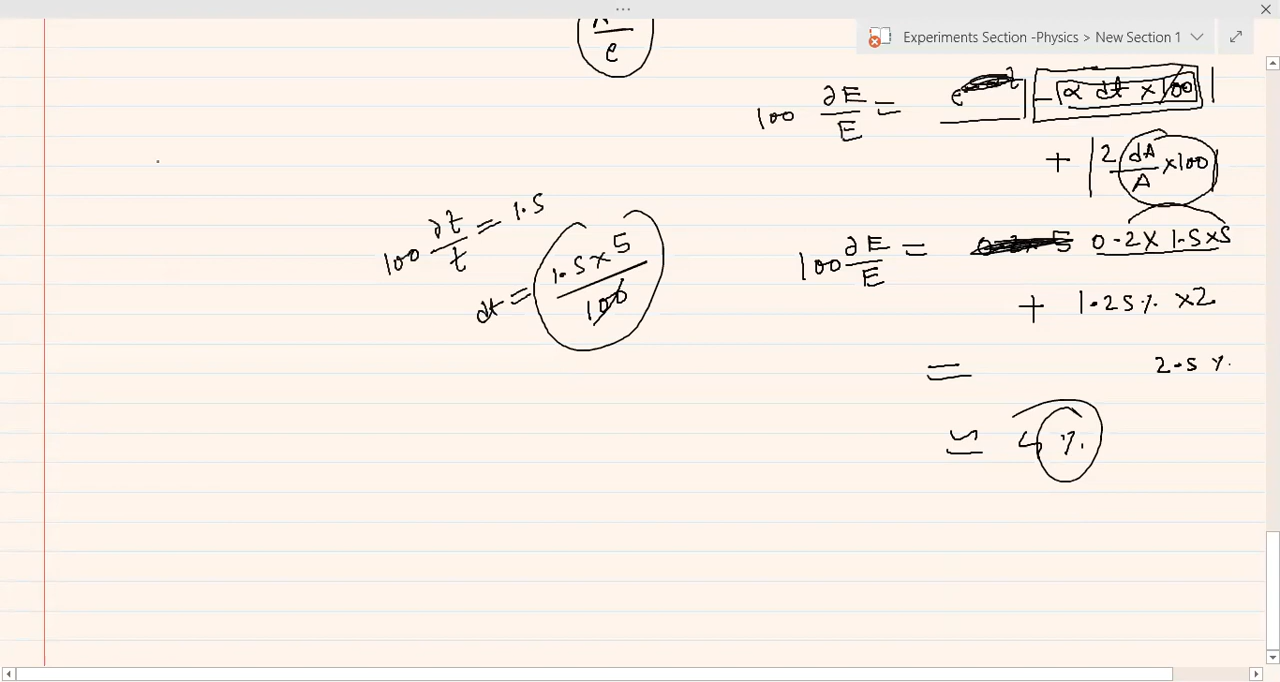 Experiments Section -Physics > New Section 1
e
100 ∂E/E = |-α dt × 100|
+ |2 dA/A × 100|
100 ∂t/t = 1.5
dt = 1.5 × 5 / 100
100 ∂E/E = 0.2 × 1.5 × 5
+ 1.25 % × 2
= 2.5 %
≃ 4 %